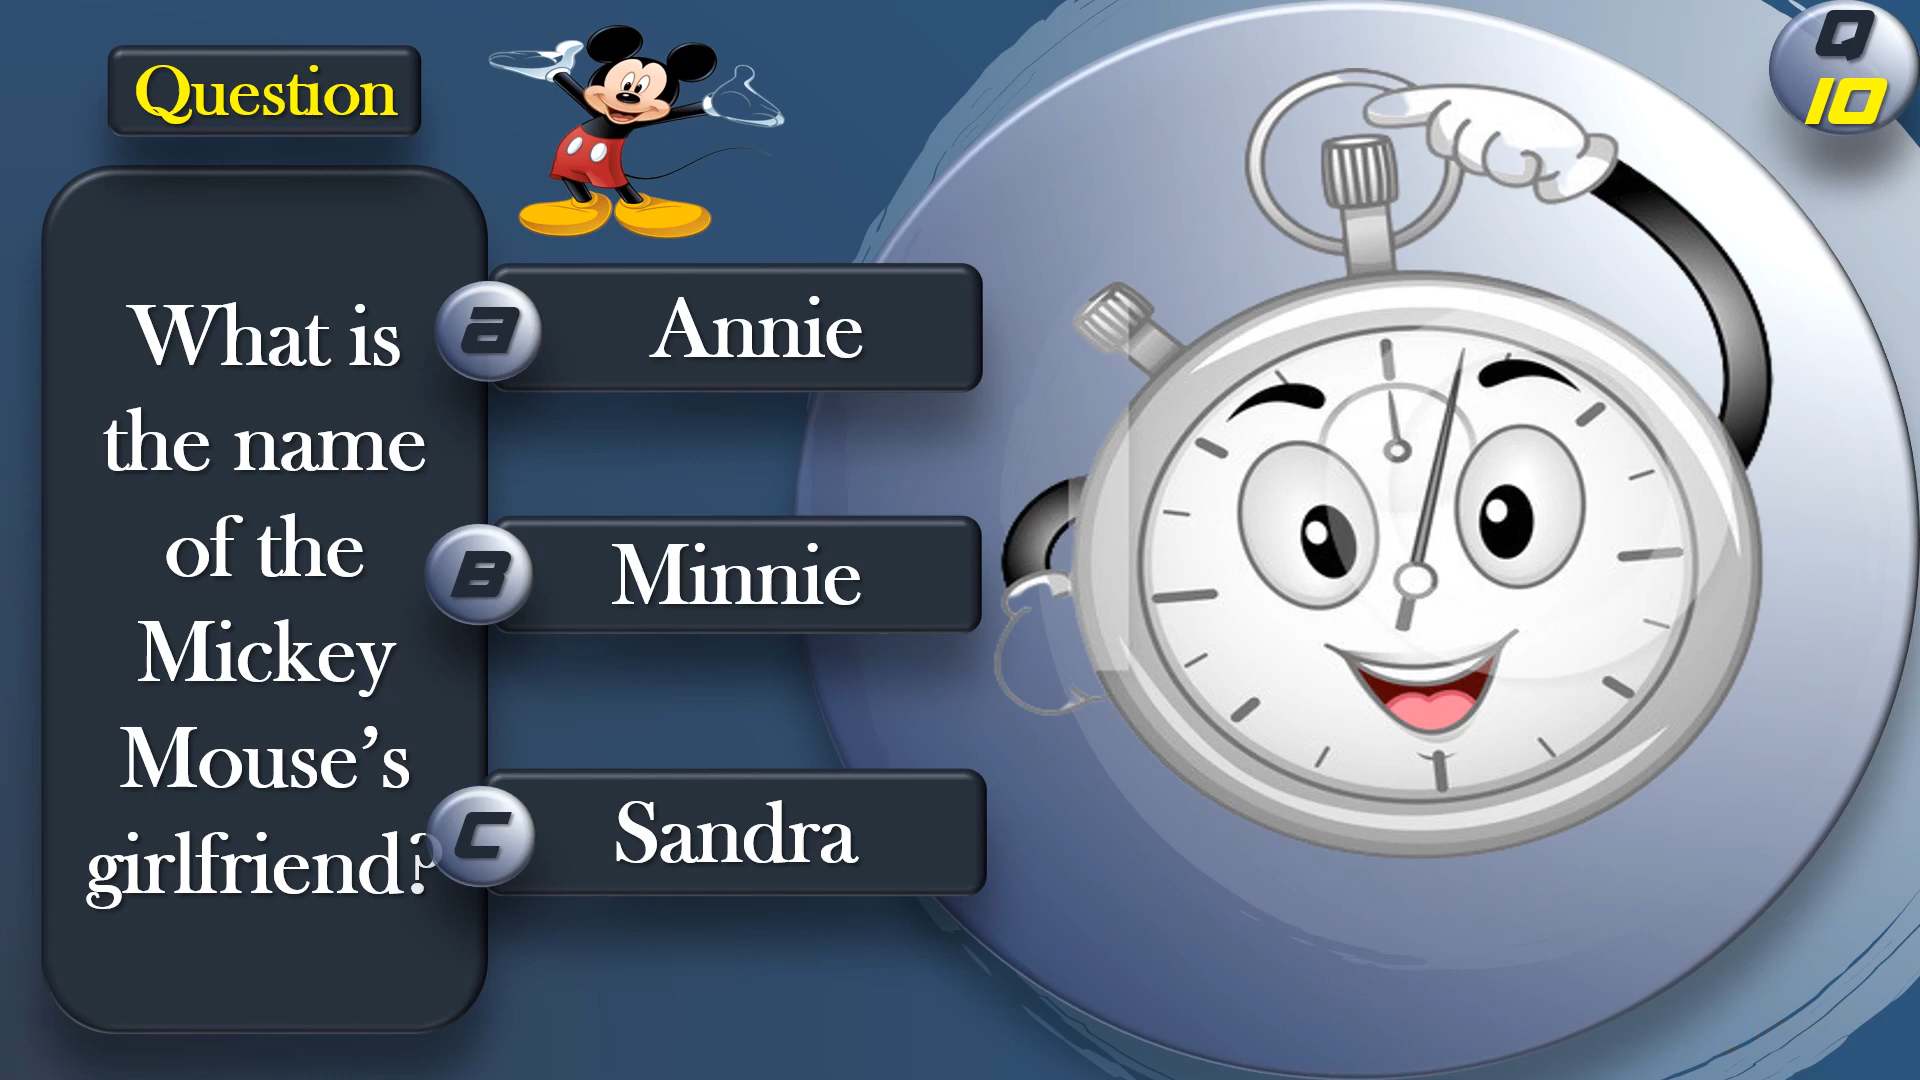 Question
Q
10
What is
the name
of the
Mickey
Mouse’s
girlfriend?
a Annie
B Minnie
C Sandra